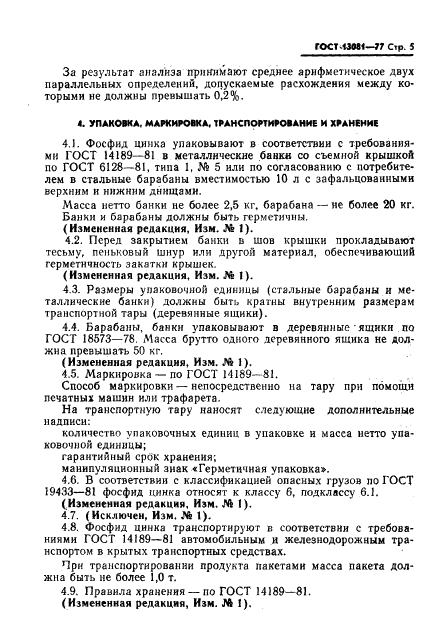 ГОСТ 13081—77 Стр. 5
За результат анализа принимают среднее арифметическое двух
параллельных определений, допускаемые расхождения между ко-
торыми не должны превышать 0,2%.
4. УПАКОВКА, МАРКИРОВКА, ТРАНСПОРТИРОВАНИЕ И ХРАНЕНИЕ
4.1. Фосфид цинка упаковывают в соответствии с требовани-
ями ГОСТ 14189—81 в металлические банки со съемной крышкой
по ГОСТ 6128—81, типа 1, № 5 или по согласованию с потребите-
лем в стальные барабаны вместимостью 10 л с зафальцованными
верхним и нижним днищами.
Масса нетто банки не более 2,5 кг, барабана — не более 20 кг.
Банки и барабаны должны быть герметичны.
(Измененная редакция, Изм. № 1).
4.2. Перед закрытием банки в шов крышки прокладывают
тесьму, пеньковый шнур или другой материал, обеспечивающий
герметичность закатки крышек.
(Измененная редакция, Изм. № 1).
4.3. Размеры упаковочной единицы (стальные барабаны и ме-
таллические банки) должны быть кратны внутренним размерам
транспортной тары (деревянные ящики).
4.4. Барабаны, банки упаковывают в деревянные ящики по
ГОСТ 18573—78. Масса брутто одного деревянного ящика не дол-
жна превышать 50 кг.
(Измененная редакция, Изм. № 1).
4.5. Маркировка — по ГОСТ 14189—81.
Способ маркировки — непосредственно на тару при помощи
печатных машин или трафарета.
На транспортную тару наносят следующие дополнительные
надписи:
количество упаковочных единиц в упаковке и масса нетто упа-
ковочной единицы;
гарантийный срок хранения;
манипуляционный знак «Герметичная упаковка».
4.6. В соответствии с классификацией опасных грузов по ГОСТ
19433—81 фосфид цинка относят к классу 6, подклассу 6.1.
(Измененная редакция, Изм. № 1).
4.7. (Исключен, Изм. № 1).
4.8. Фосфид цинка транспортируют в соответствии с требова-
ниями ГОСТ 14189—81 автомобильным и железнодорожным тра-
нспортом в крытых транспортных средствах.
При транспортировании продукта пакетами масса пакета дол-
жна быть не более 1,0 т.
4.9. Правила хранения — по ГОСТ 14189—81.
(Измененная редакция, Изм. № 1).